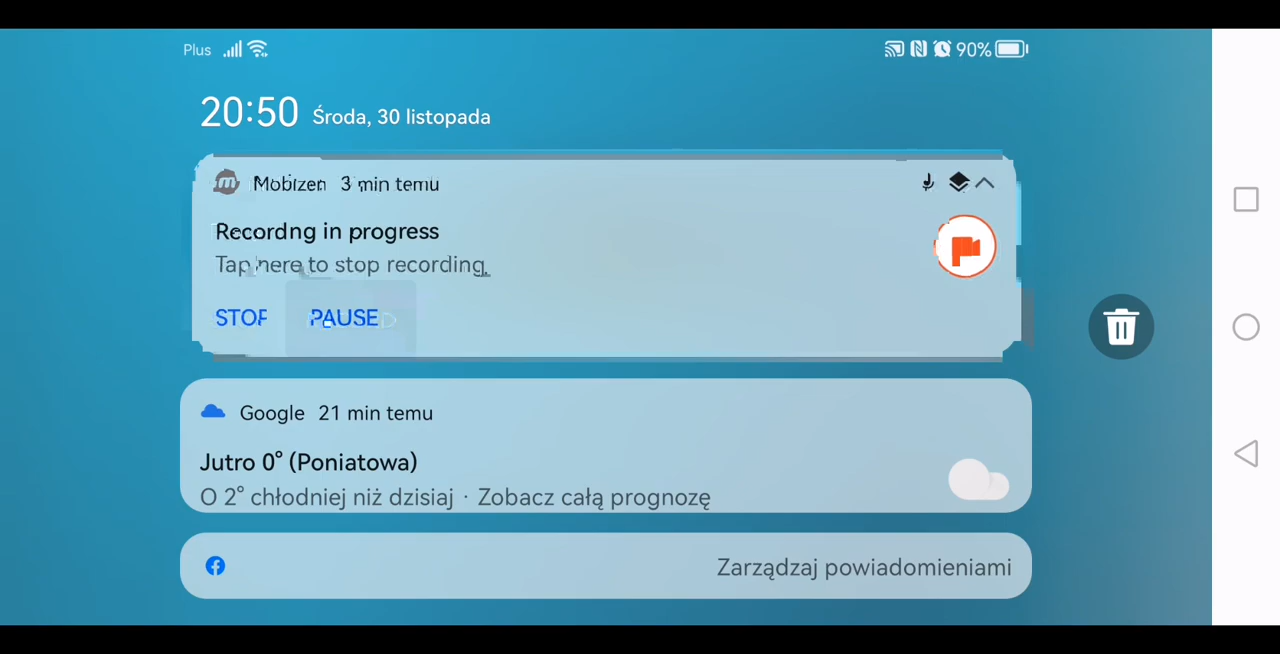 Plus 90%
20:50 Środa, 30 listopada
Mobizen 3 min temu
Recordng in progress
Tap here to stop recording.
STOP PAUSE
Google 21 min temu
Jutro 0° (Poniatowa)
O 2° chłodniej niż dzisiaj · Zobacz całą prognozę
Zarządzaj powiadomieniami